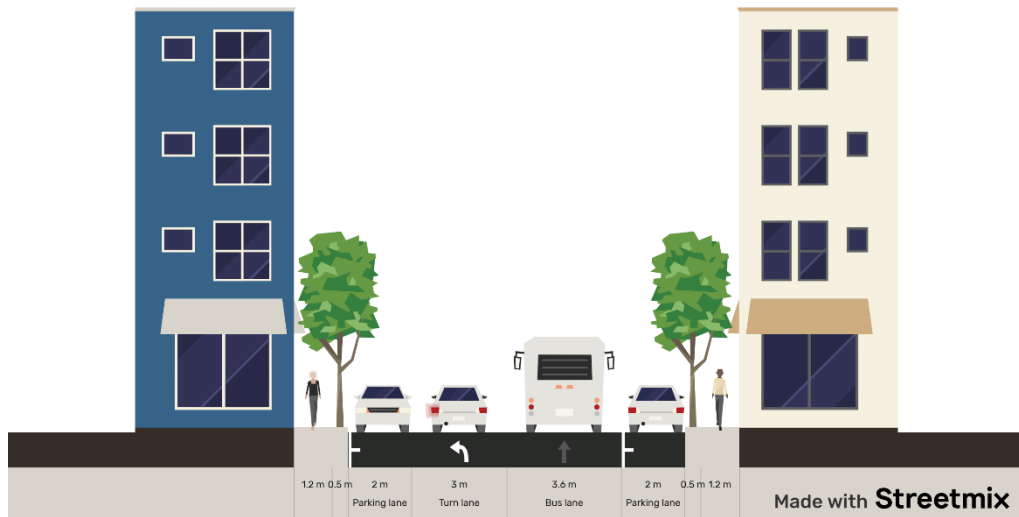 1.2 m 0.5 m 2 m 3 m 3.6 m 2 m 0.5 m 1.2 m
Parking lane Turn lane Bus lane Parking lane
Made with Streetmix